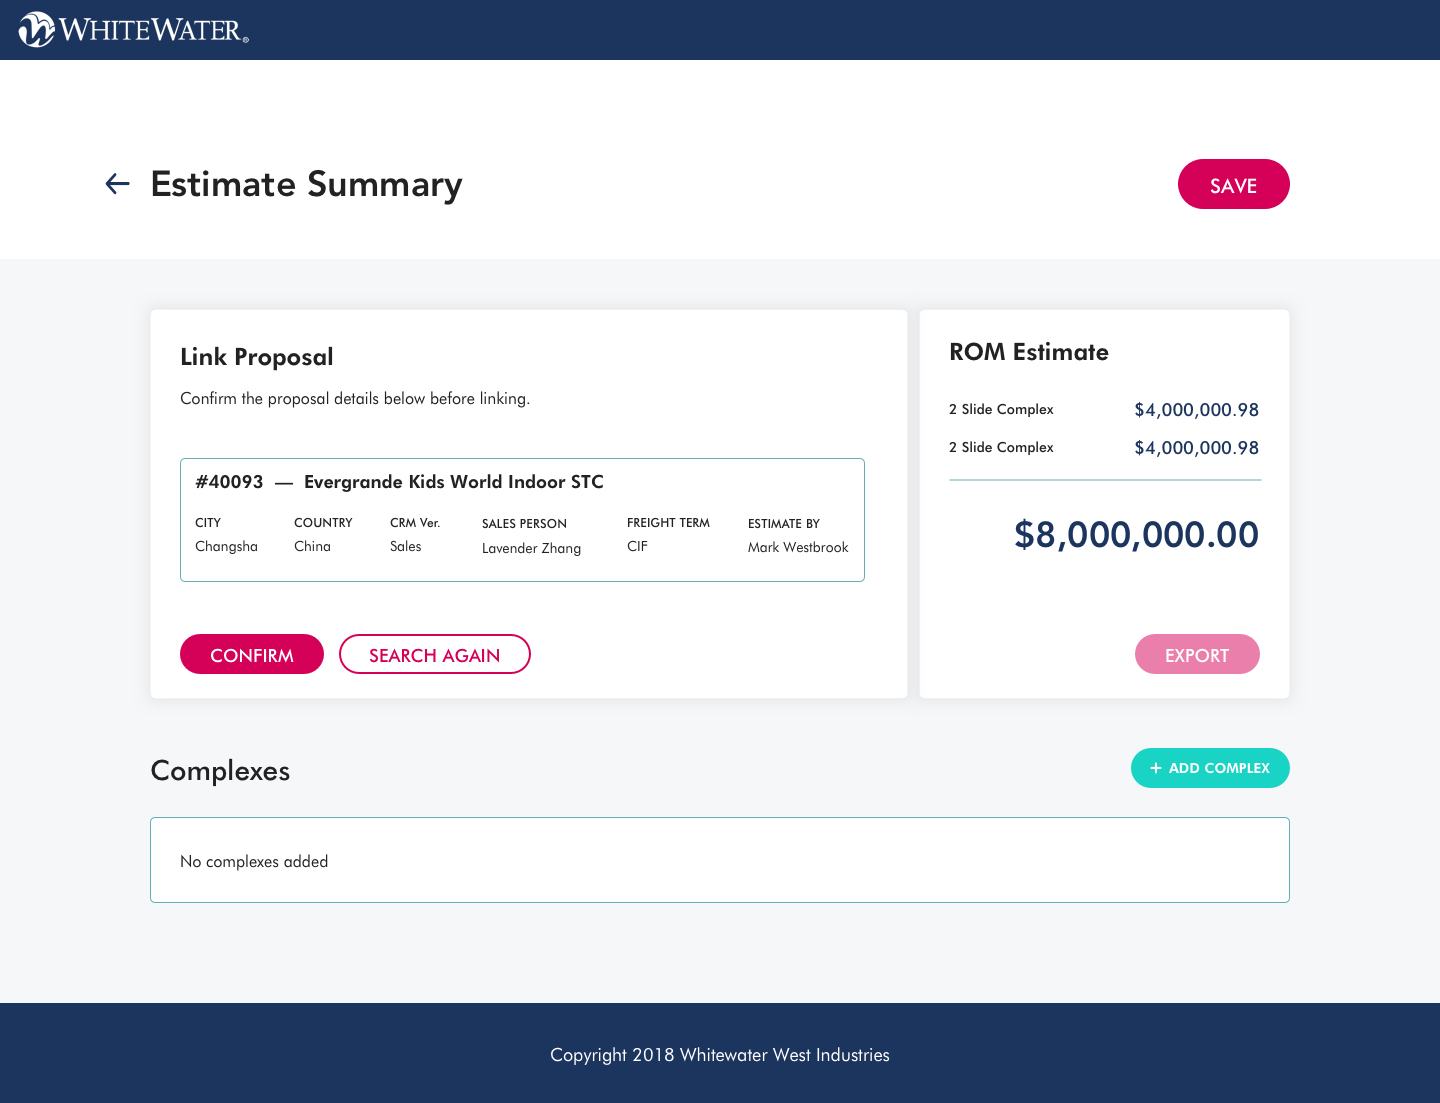 WHITEWATER®
Estimate Summary
SAVE
Link Proposal
Confirm the proposal details below before linking.
#40093 — Evergrande Kids World Indoor STC
CITY COUNTRY CRM Ver. SALES PERSON FREIGHT TERM ESTIMATE BY
Changsha China Sales Lavender Zhang CIF Mark Westbrook
CONFIRM SEARCH AGAIN
ROM Estimate
2 Slide Complex $4,000,000.98
2 Slide Complex $4,000,000.98
$8,000,000.00
EXPORT
Complexes
+ ADD COMPLEX
No complexes added
Copyright 2018 Whitewater West Industries